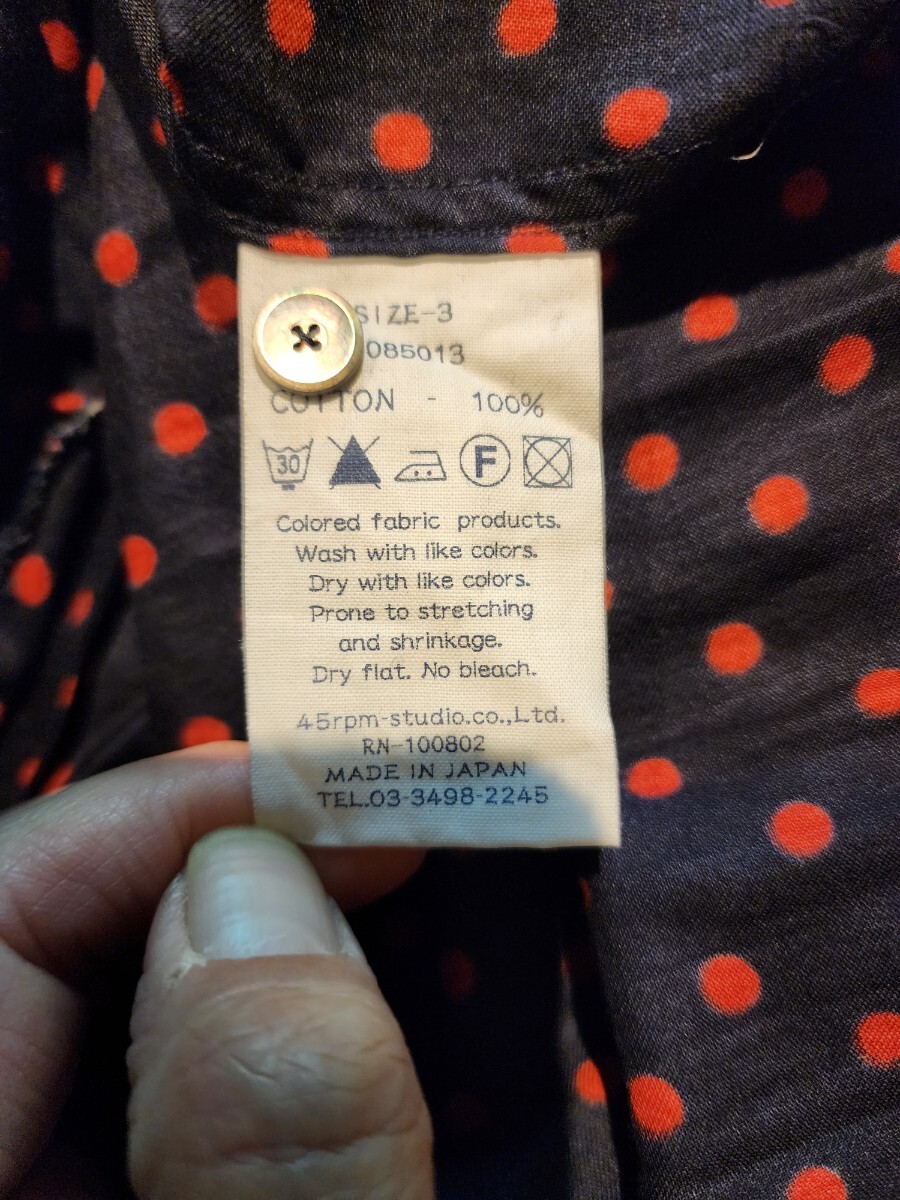 SIZE-3
085013
COTTON - 100%
30 F
Colored fabric products.
Wash with like colors.
Dry with like colors.
Prone to stretching
and shrinkage.
Dry flat. No bleach.
45rpm-studio.co.,Ltd.
RN-100802
MADE IN JAPAN
TEL.03-3498-2245